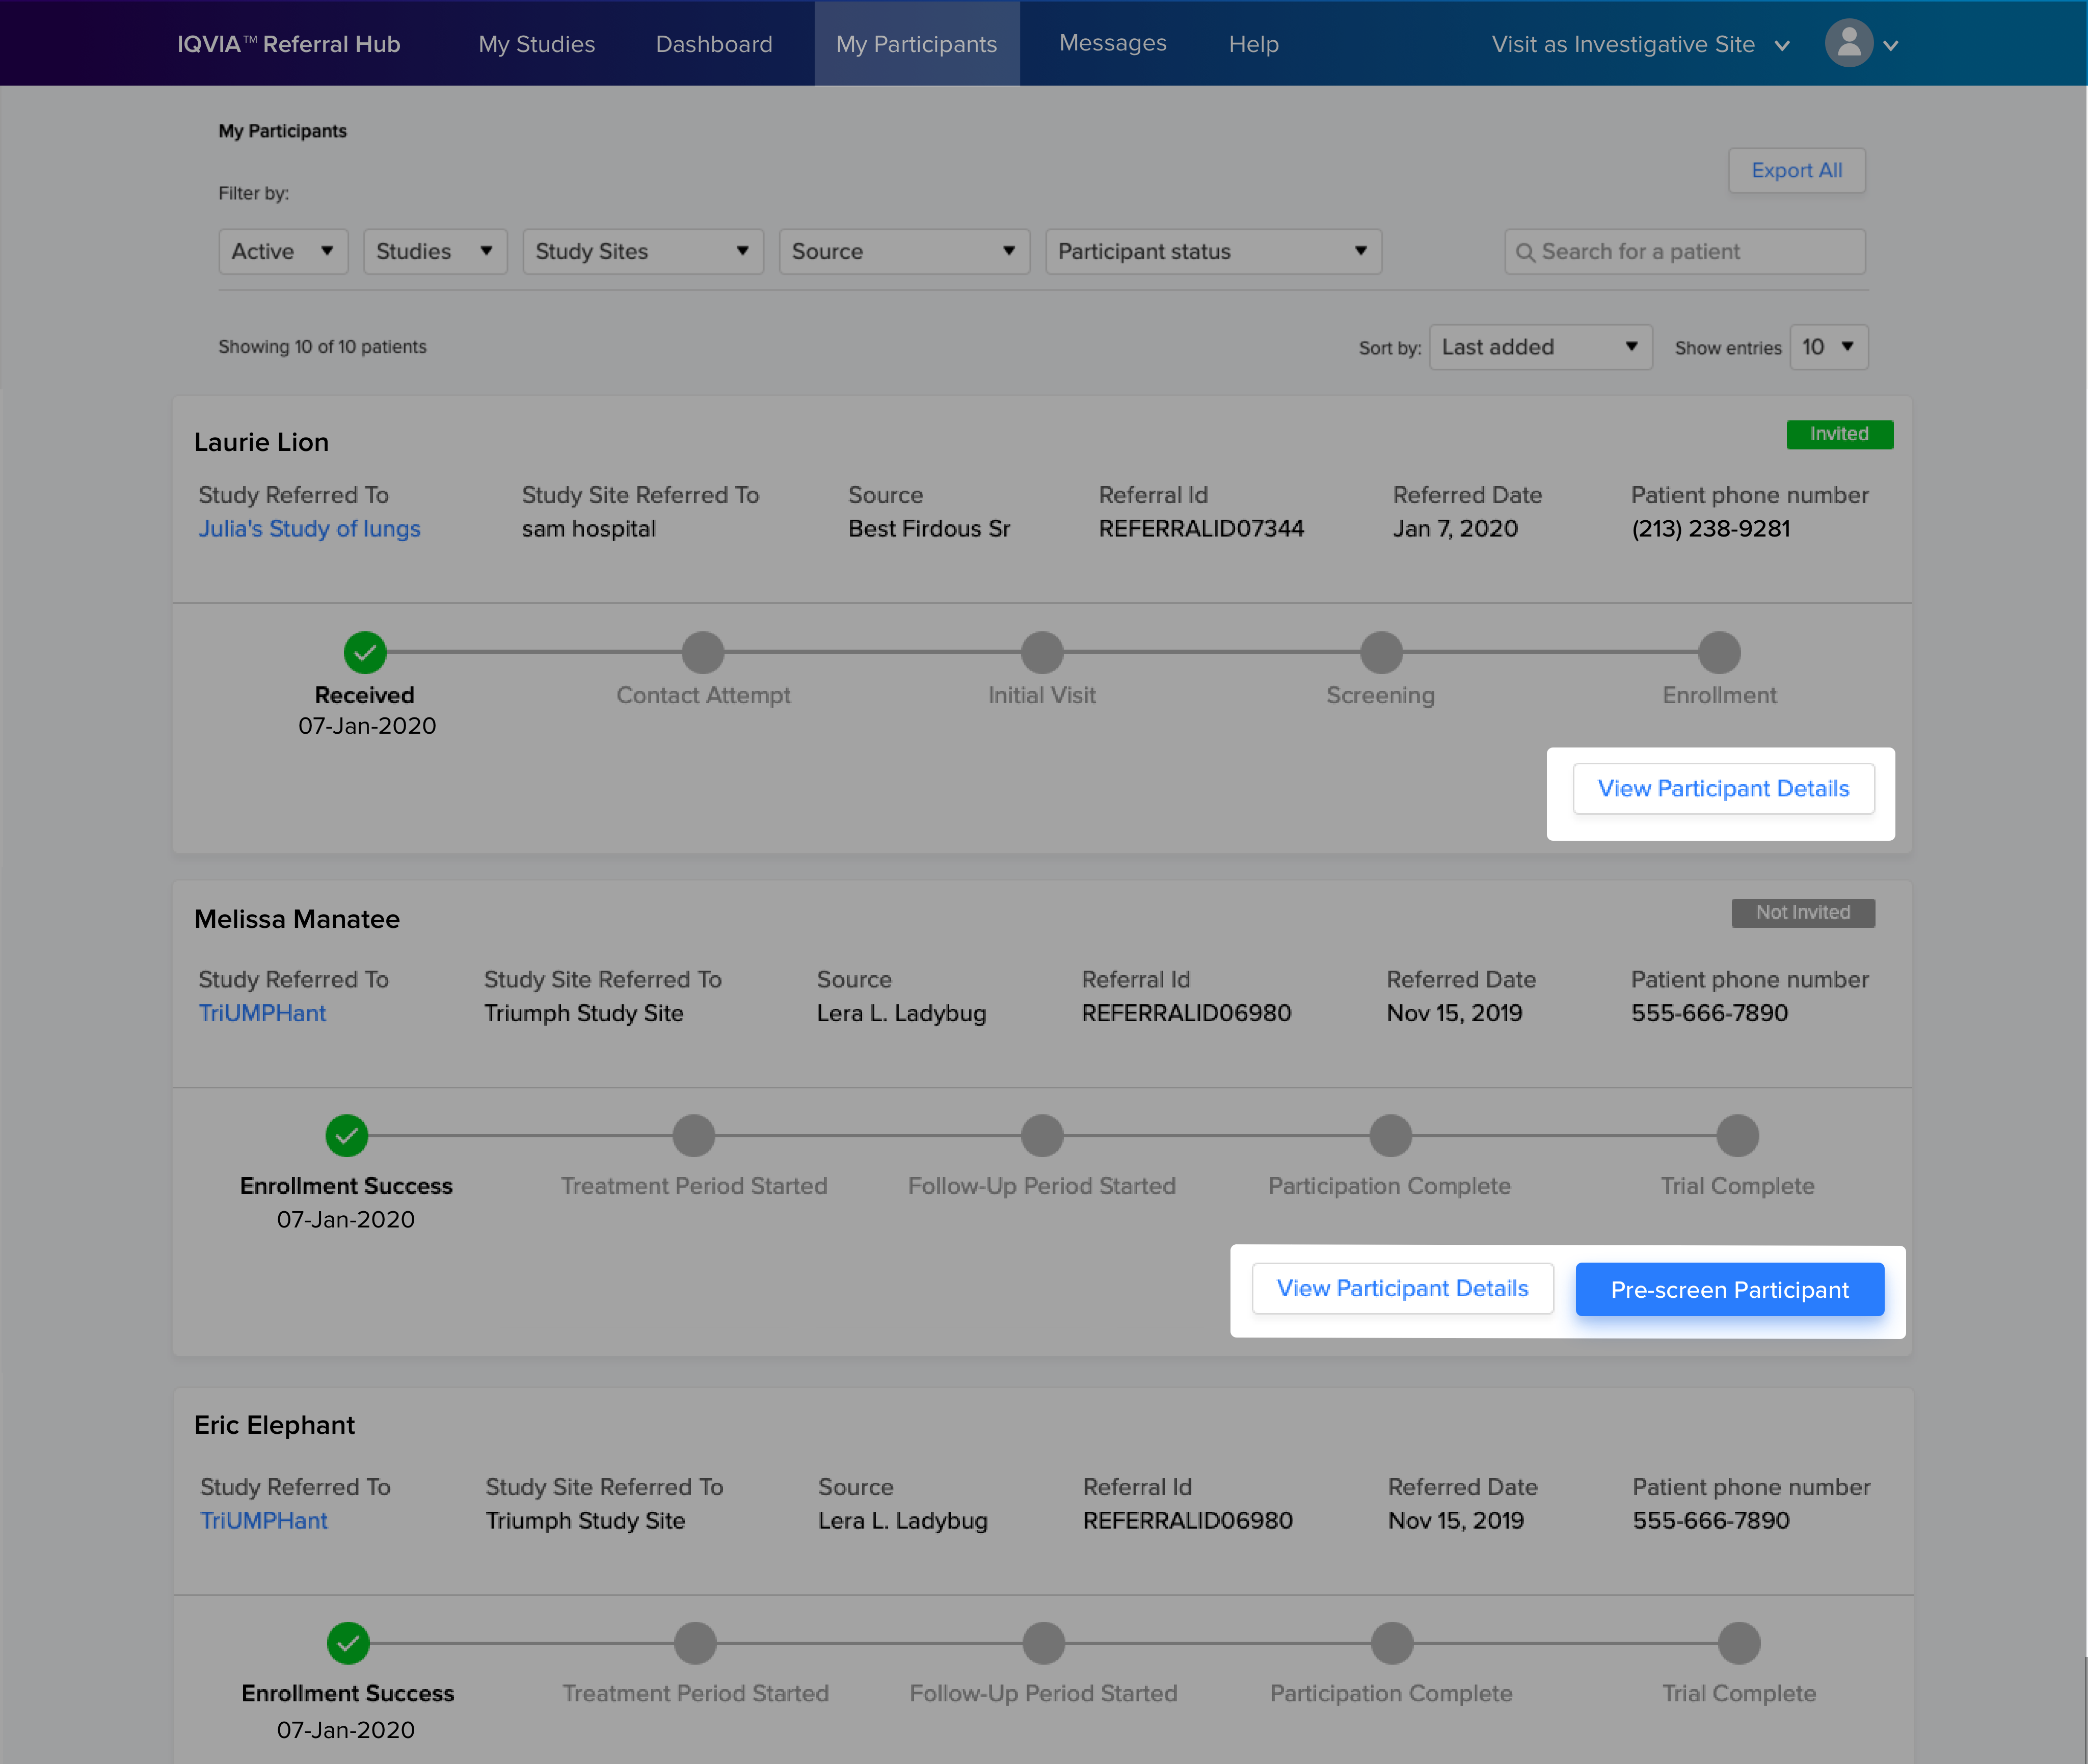 IQVIA™ Referral Hub My Studies Dashboard My Participants Messages Help Visit as Investigative Site
My Participants
Export All
Filter by:
Active Studies Study Sites Source Participant status Search for a patient
Showing 10 of 10 patients Sort by: Last added Show entries 10
Laurie Lion Invited
Study Referred To Study Site Referred To Source Referral Id Referred Date Patient phone number
Julia's Study of lungs sam hospital Best Firdous Sr REFERRALID07344 Jan 7, 2020 (213) 238-9281
Received Contact Attempt Initial Visit Screening Enrollment
07-Jan-2020
View Participant Details
Melissa Manatee Not Invited
Study Referred To Study Site Referred To Source Referral Id Referred Date Patient phone number
TriUMPHant Triumph Study Site Lera L. Ladybug REFERRALID06980 Nov 15, 2019 555-666-7890
Enrollment Success Treatment Period Started Follow-Up Period Started Participation Complete Trial Complete
07-Jan-2020
View Participant Details Pre-screen Participant
Eric Elephant
Study Referred To Study Site Referred To Source Referral Id Referred Date Patient phone number
TriUMPHant Triumph Study Site Lera L. Ladybug REFERRALID06980 Nov 15, 2019 555-666-7890
Enrollment Success Treatment Period Started Follow-Up Period Started Participation Complete Trial Complete
07-Jan-2020